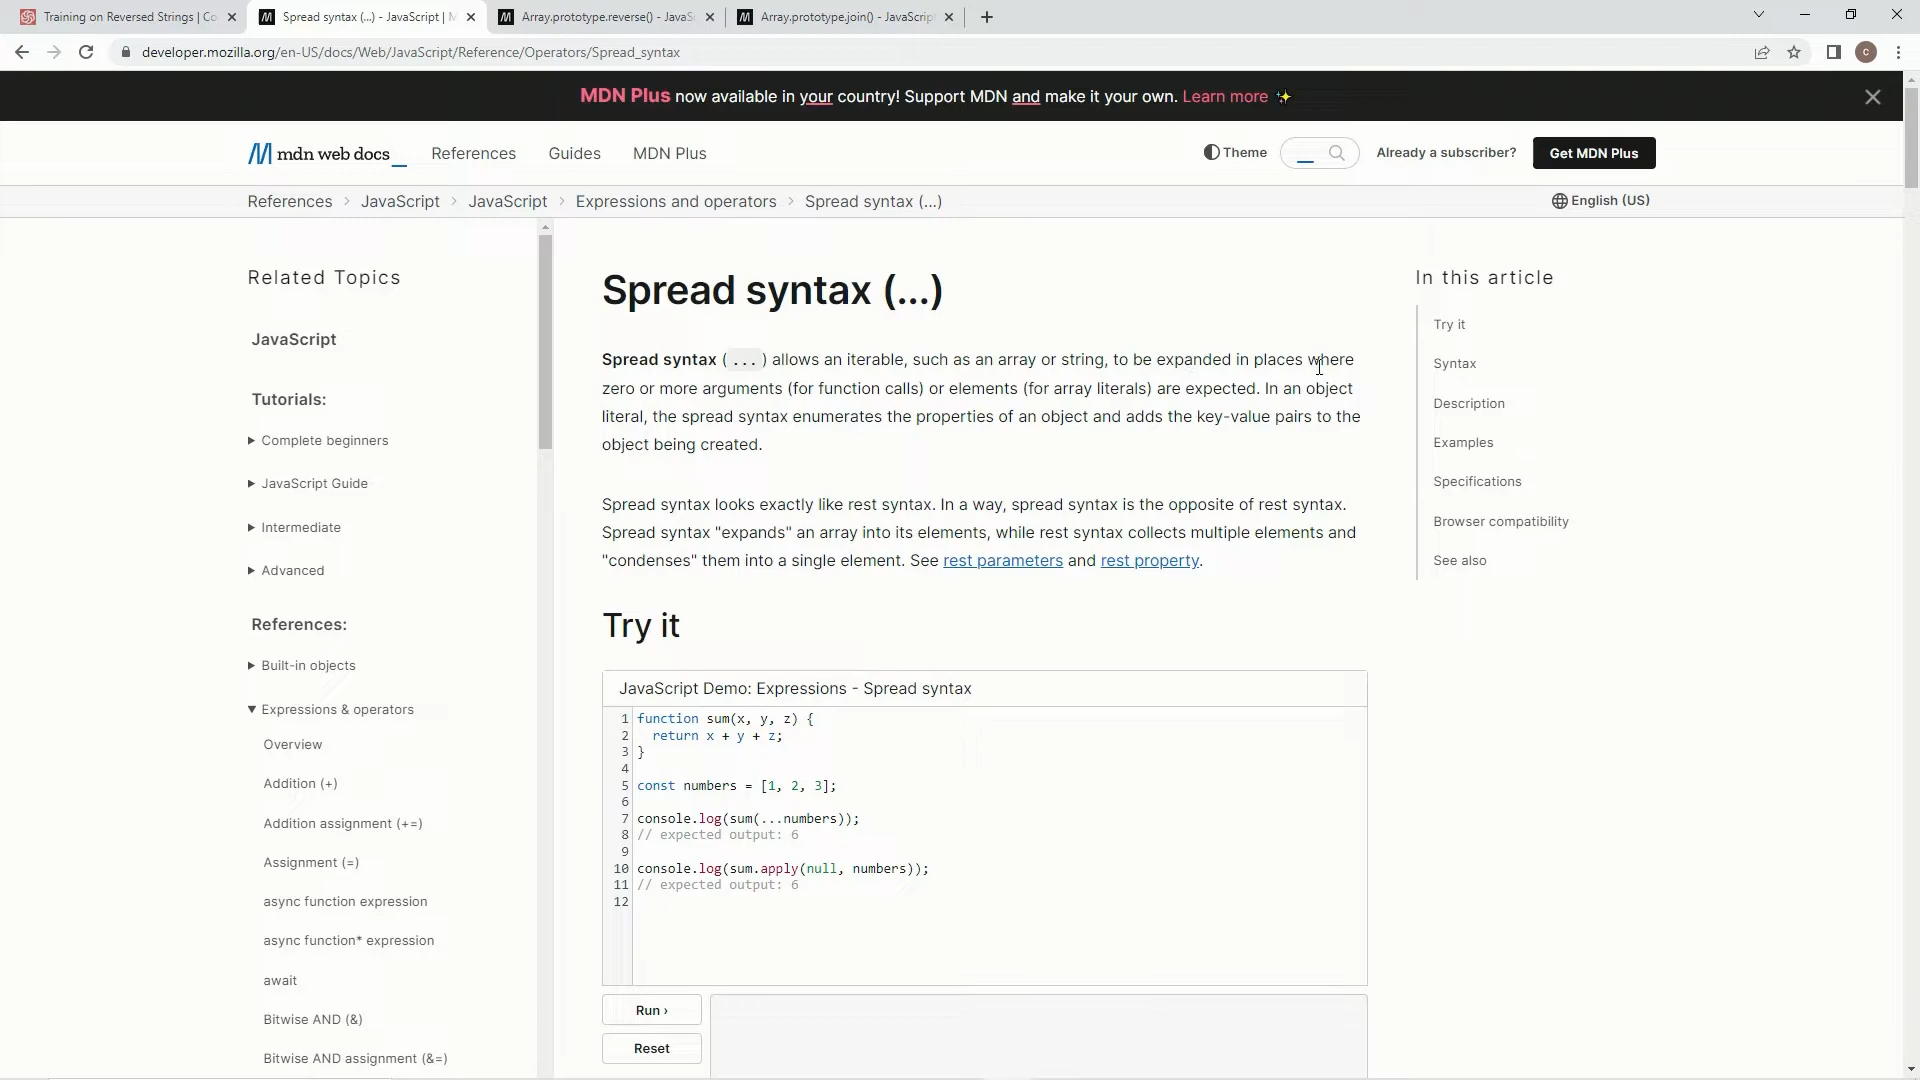 Training on Reversed Strings | Co
Spread syntax (...) - JavaScript | M
Array.prototype.reverse() - JavaSc
Array.prototype.join() - JavaScrip
developer.mozilla.org/en-US/docs/Web/JavaScript/Reference/Operators/Spread_syntax
C
MDN Plus now available in your country! Support MDN and make it your own. Learn more ✨
mdn web docs_
References
Guides
MDN Plus
Theme
Already a subscriber?
Get MDN Plus
References > JavaScript > JavaScript > Expressions and operators > Spread syntax (...)
English (US)
Related Topics
JavaScript
Tutorials:
▶ Complete beginners
▶ JavaScript Guide
▶ Intermediate
▶ Advanced
References:
▶ Built-in objects
▼ Expressions & operators
Overview
Addition (+)
Addition assignment (+=)
Assignment (=)
async function expression
async function* expression
await
Bitwise AND (&)
Bitwise AND assignment (&=)
Spread syntax (...)
Spread syntax (...) allows an iterable, such as an array or string, to be expanded in places where
zero or more arguments (for function calls) or elements (for array literals) are expected. In an object
literal, the spread syntax enumerates the properties of an object and adds the key-value pairs to the
object being created.
Spread syntax looks exactly like rest syntax. In a way, spread syntax is the opposite of rest syntax.
Spread syntax "expands" an array into its elements, while rest syntax collects multiple elements and
"condenses" them into a single element. See rest parameters and rest property.
Try it
JavaScript Demo: Expressions - Spread syntax
1 function sum(x, y, z) {
2   return x + y + z;
3 }
4
5 const numbers = [1, 2, 3];
6
7 console.log(sum(...numbers));
8 // expected output: 6
9
10 console.log(sum.apply(null, numbers));
11 // expected output: 6
12
Run ›
Reset
In this article
Try it
Syntax
Description
Examples
Specifications
Browser compatibility
See also